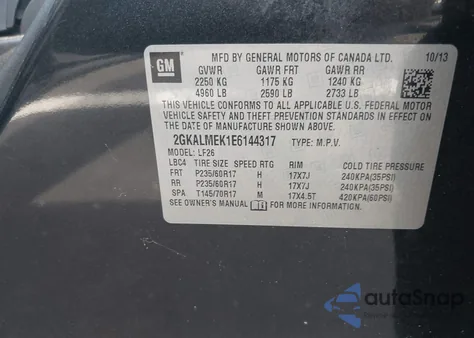 GM
MFD BY GENERAL MOTORS OF CANADA LTD. 10/13
GVWR GAWR FRT GAWR RR
2250 KG 1175 KG 1240 KG
4960 LB 2590 LB 2733 LB
THIS VEHICLE CONFORMS TO ALL APPLICABLE U.S. FEDERAL MOTOR VEHICLE SAFETY AND THEFT PREVENTION STANDARDS IN EFFECT ON THE
DATE OF MANUFACTURE SHOWN ABOVE.
2GKALMEK1E6144317 TYPE: M.P.V.
MODEL: LF26
LBC4 TIRE SIZE SPEED RTG RIM COLD TIRE PRESSURE
FRT P235/60R17 H 17X7J 240KPA(35PSI)
RR P235/60R17 H 17X7J 240KPA(35PSI)
SPA T145/70R17 M 17X4.5T 420KPA(60PSI)
SEE OWNER'S MANUAL i FOR MORE INFORMATION.
autoSnap